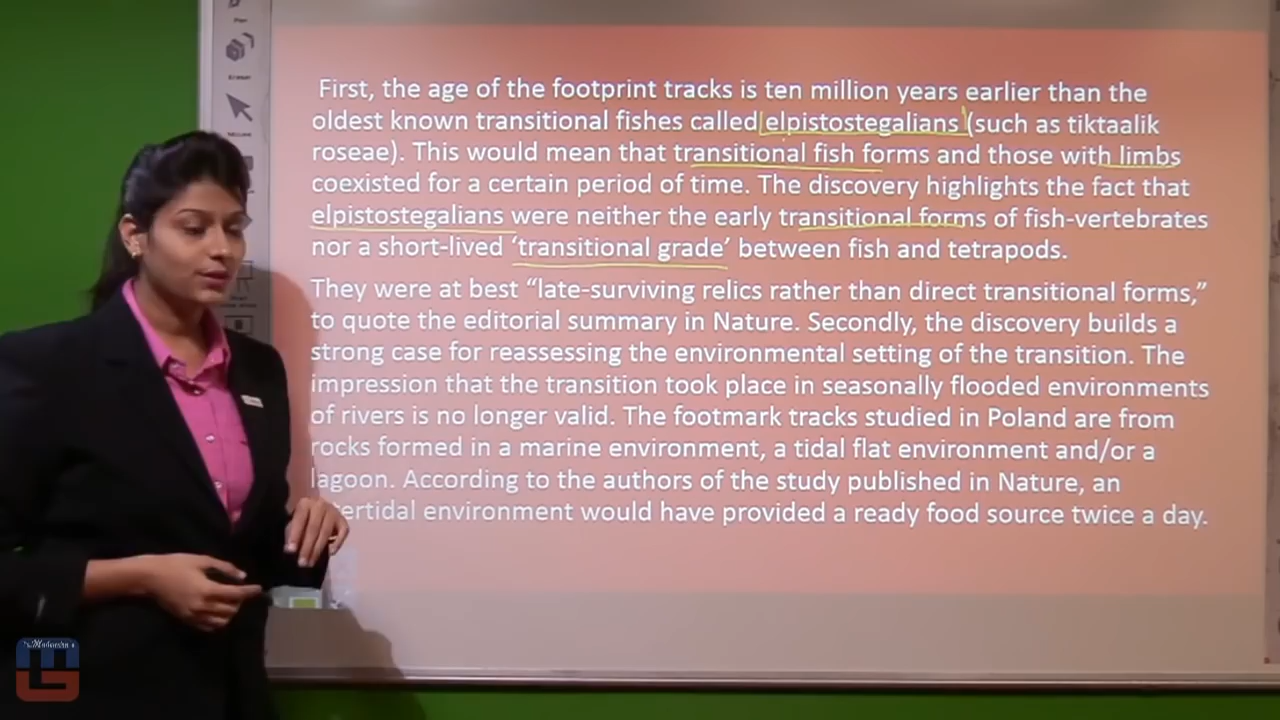 First, the age of the footprint tracks is ten million years earlier than the
oldest known transitional fishes called elpistostegalians (such as tiktaalik
roseae). This would mean that transitional fish forms and those with limbs
coexisted for a certain period of time. The discovery highlights the fact that
elpistostegalians were neither the early transitional forms of fish-vertebrates
nor a short-lived ‘transitional grade’ between fish and tetrapods.
They were at best “late-surviving relics rather than direct transitional forms,”
to quote the editorial summary in Nature. Secondly, the discovery builds a
strong case for reassessing the environmental setting of the transition. The
impression that the transition took place in seasonally flooded environments
of rivers is no longer valid. The footmark tracks studied in Poland are from
rocks formed in a marine environment, a tidal flat environment and/or a
lagoon. According to the authors of the study published in Nature, an
environment would have provided a ready food source twice a day.